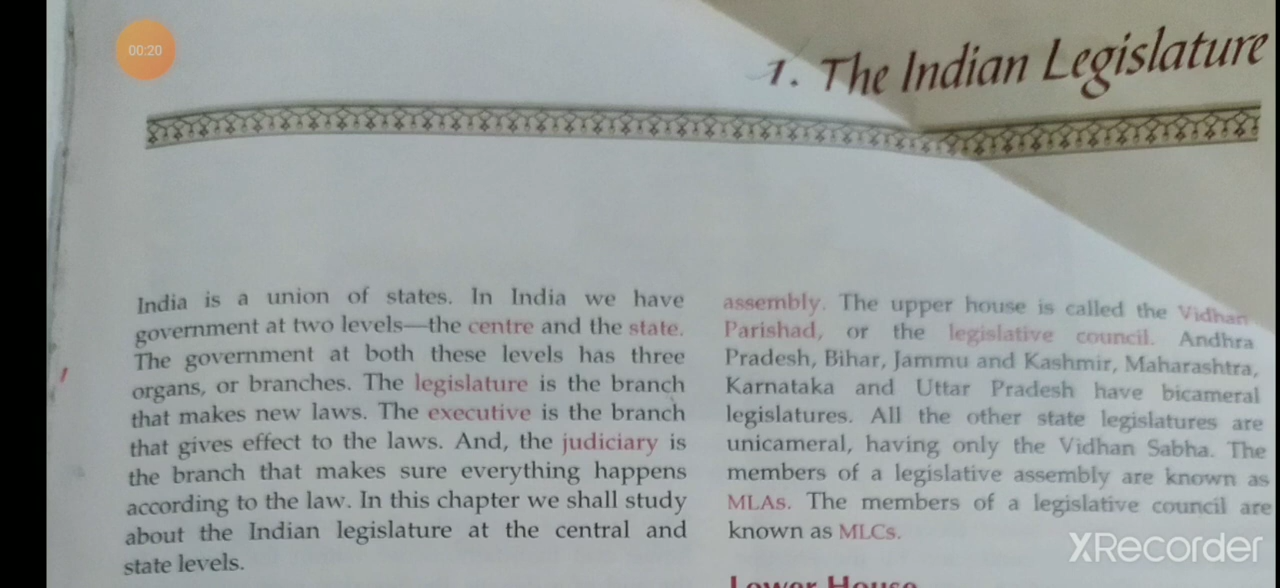 00:20
1. The Indian Legislature
India is a union of states. In India we have
government at two levels—the centre and the state.
The government at both these levels has three
organs, or branches. The legislature is the branch
that makes new laws. The executive is the branch
that gives effect to the laws. And, the judiciary is
the branch that makes sure everything happens
according to the law. In this chapter we shall study
about the Indian legislature at the central and
state levels.
assembly. The upper house is called the Vidhan
Parishad, or the legislative council. Andhra
Pradesh, Bihar, Jammu and Kashmir, Maharashtra,
Karnataka and Uttar Pradesh have bicameral
legislatures. All the other state legislatures are
unicameral, having only the Vidhan Sabha. The
members of a legislative assembly are known as
MLAs. The members of a legislative council are
known as MLCs.
Lower House
XRecorder